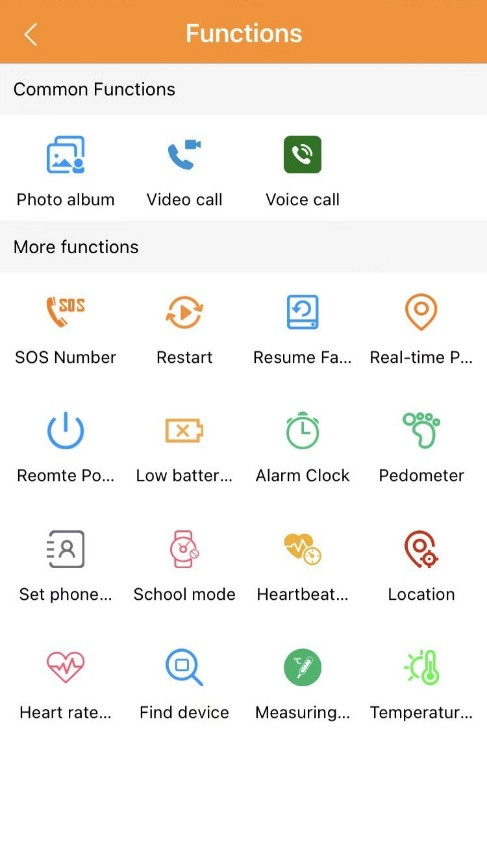 Functions
Common Functions
Photo album
Video call
Voice call
More functions
SOS
SOS Number
Restart
Resume Fa...
Real-time P...
Reomte Po...
Low batter...
Alarm Clock
Pedometer
Set phone...
School mode
Heartbeat...
Location
Heart rate...
Find device
°C
Measuring...
Temperatur...